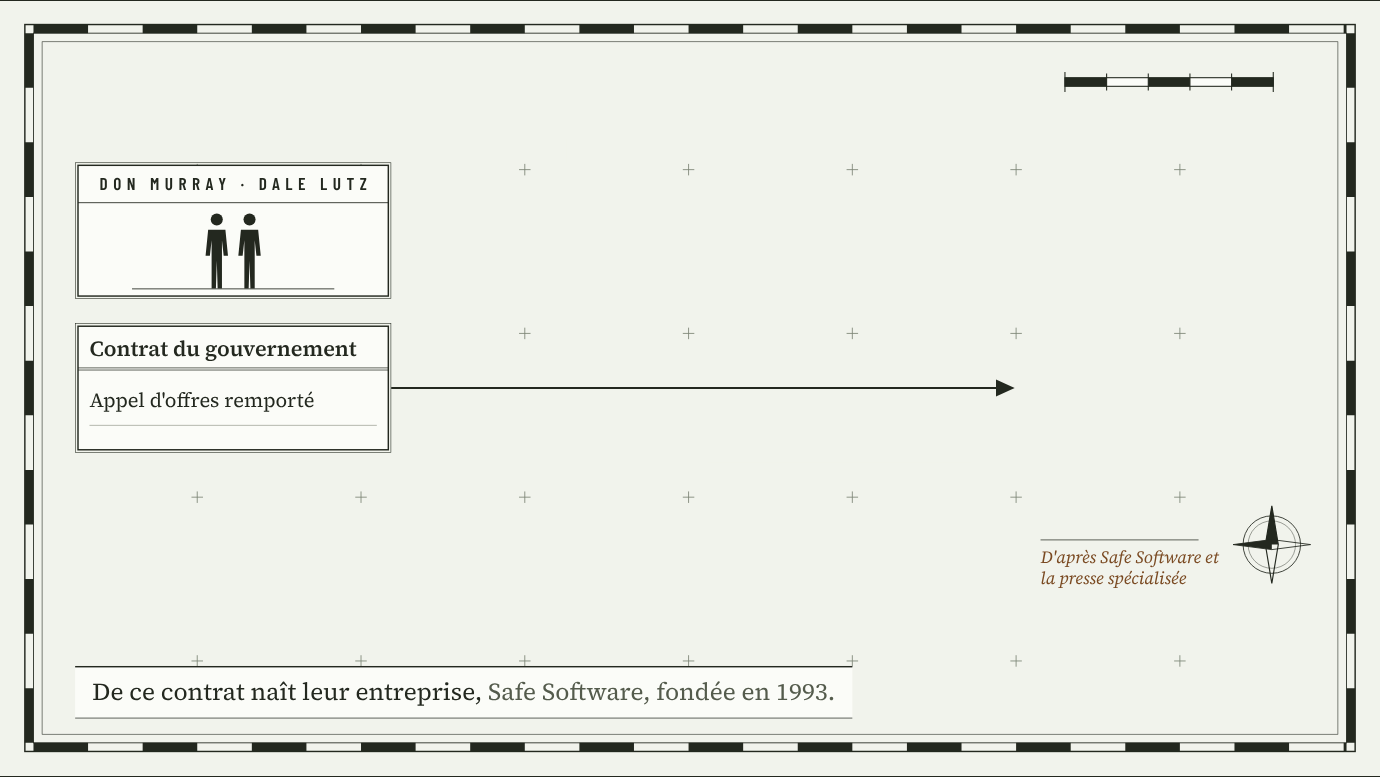 DON MURRAY · DALE LUTZ
Contrat du gouvernement
Appel d'offres remporté
D'après Safe Software et
la presse spécialisée
De ce contrat naît leur entreprise, Safe Software, fondée en 1993.